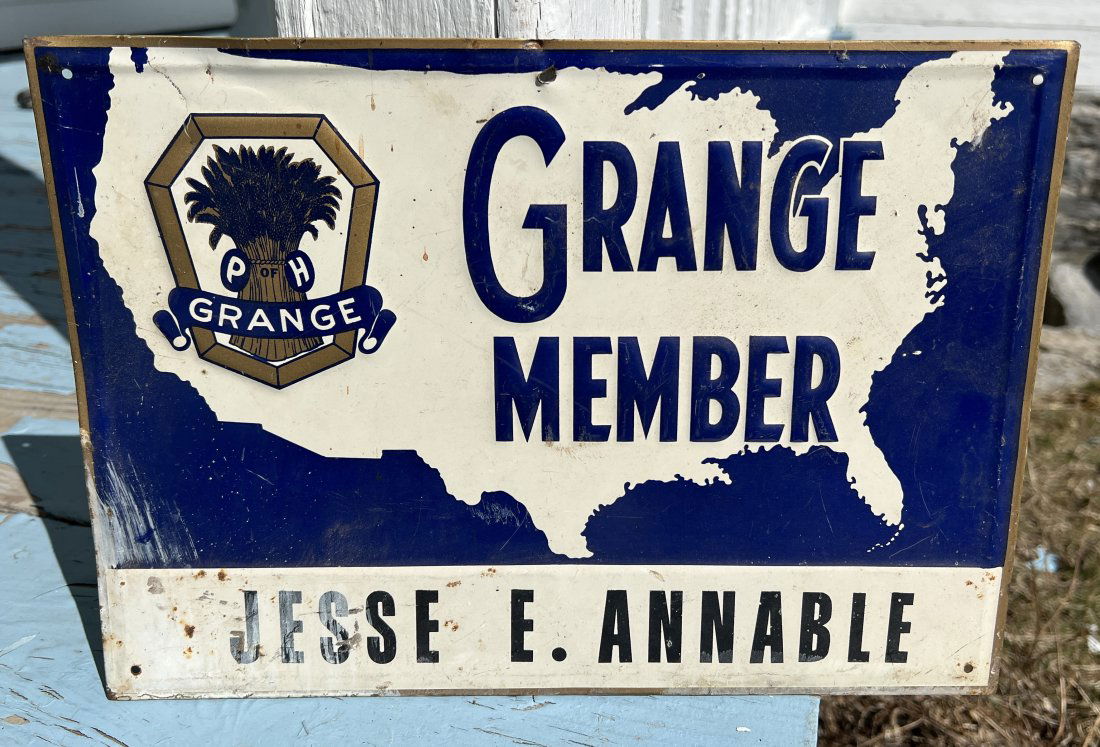 P OF H
GRANGE
GRANGE
MEMBER
JESSE E. ANNABLE